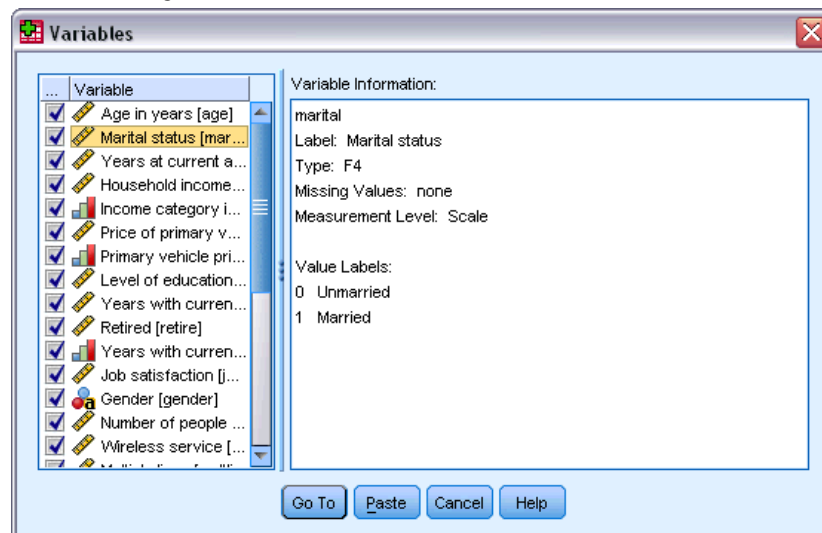 Variables
... Variable
Age in years [age]
Marital status [mar...
Years at current a...
Household income...
Income category i...
Price of primary v...
Primary vehicle pri...
Level of education...
Years with curren...
Retired [retire]
Years with curren...
Job satisfaction [j...
Gender [gender]
Number of people ...
Wireless service [...
Variable Information:
marital
Label: Marital status
Type: F4
Missing Values: none
Measurement Level: Scale
Value Labels:
0 Unmarried
1 Married
Go To Paste Cancel Help